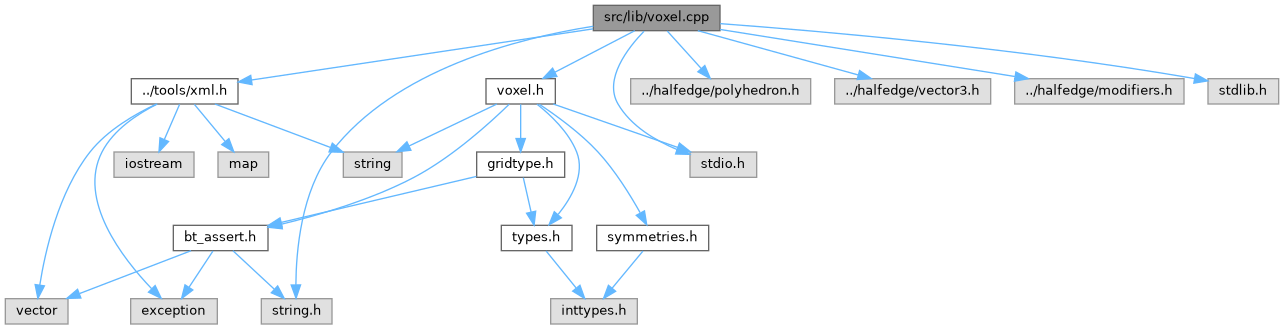 src/lib/voxel.cpp
../tools/xml.h
voxel.h
../halfedge/polyhedron.h
../halfedge/vector3.h
../halfedge/modifiers.h
stdlib.h
iostream
map
string
gridtype.h
stdio.h
bt_assert.h
types.h
symmetries.h
vector
exception
string.h
inttypes.h